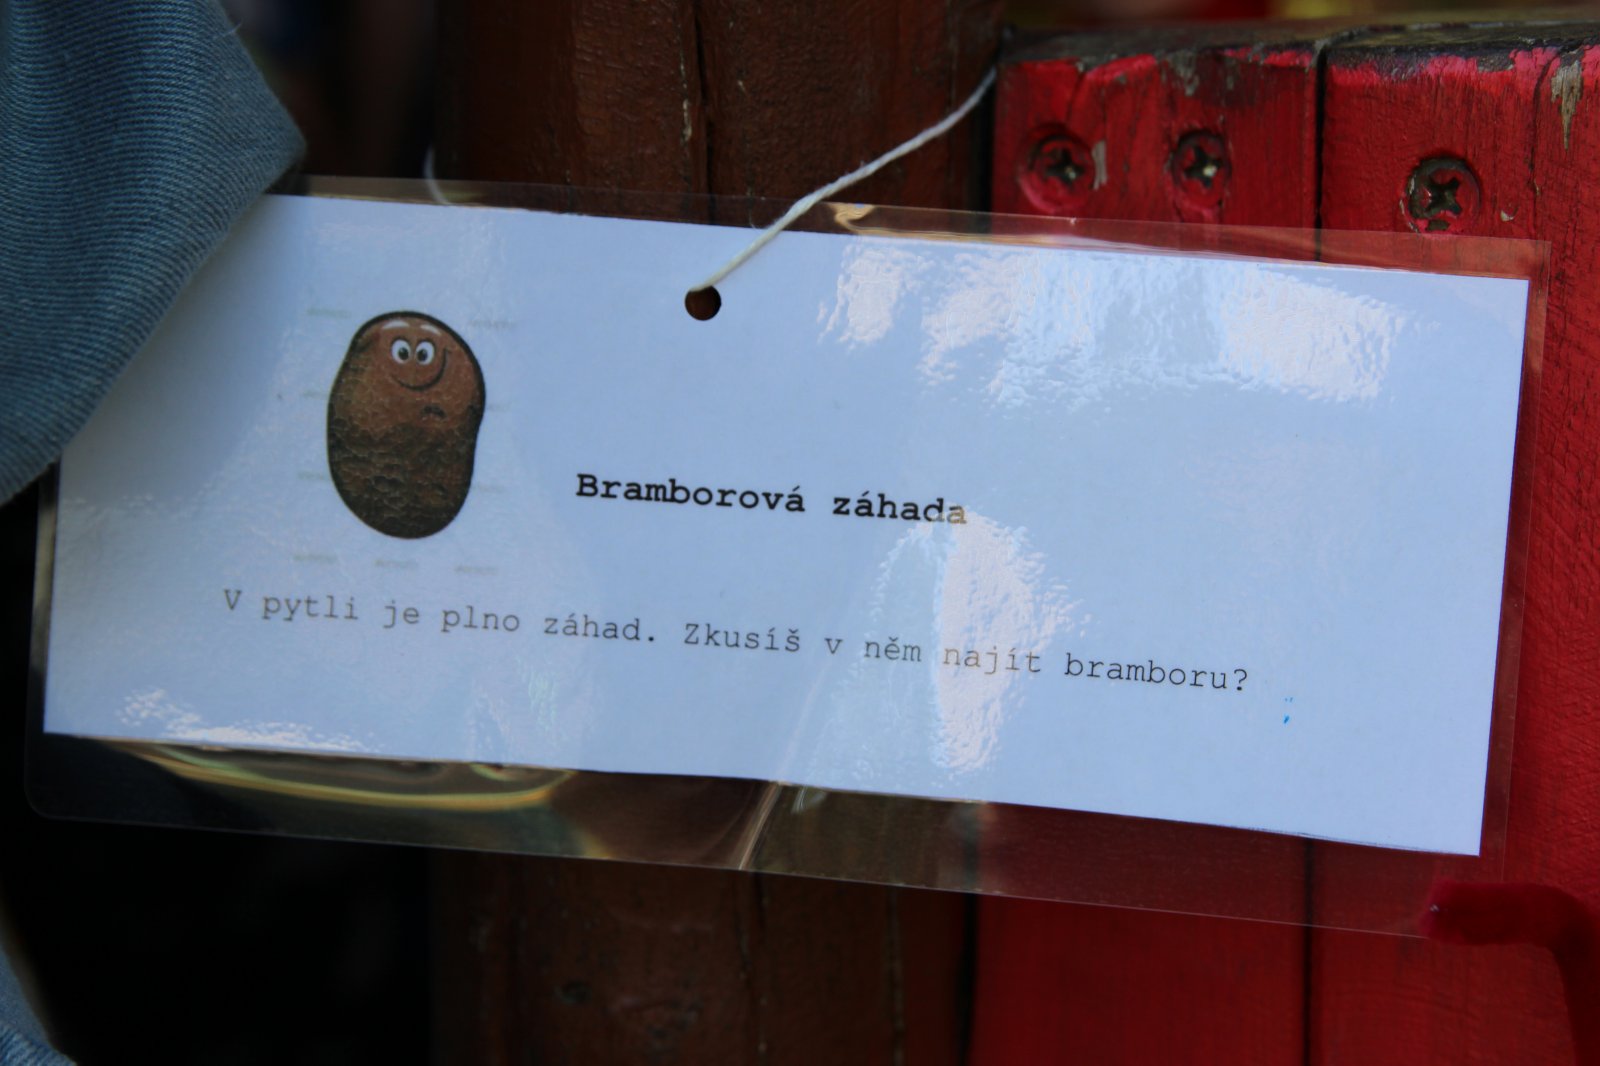 Bramborová záhada
V pytli je plno záhad. Zkusíš v něm najít bramboru?